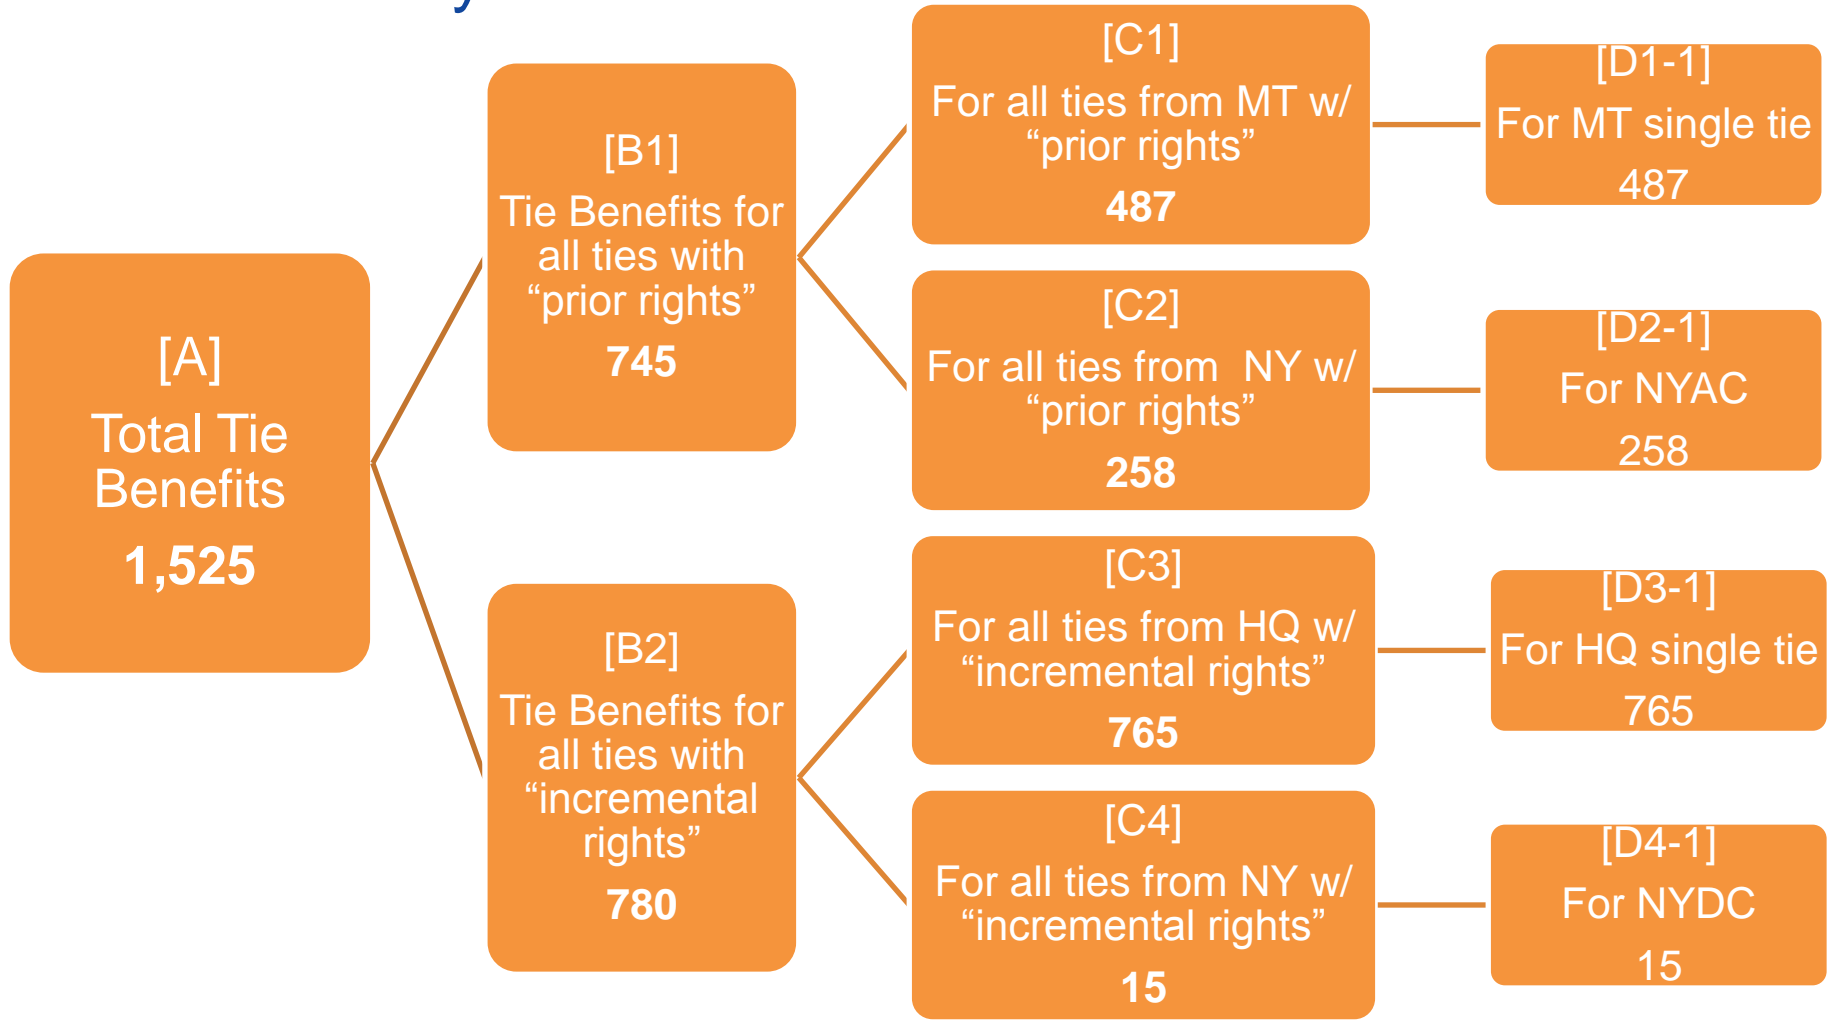 [A]
Total Tie
Benefits
1,525
[B1]
Tie Benefits for
all ties with
“prior rights”
745
[B2]
Tie Benefits for
all ties with
“incremental
rights”
780
[C1]
For all ties from MT w/
“prior rights”
487
[C2]
For all ties from NY w/
“prior rights”
258
[C3]
For all ties from HQ w/
“incremental rights”
765
[C4]
For all ties from NY w/
“incremental rights”
15
[D1-1]
For MT single tie
487
[D2-1]
For NYAC
258
[D3-1]
For HQ single tie
765
[D4-1]
For NYDC
15